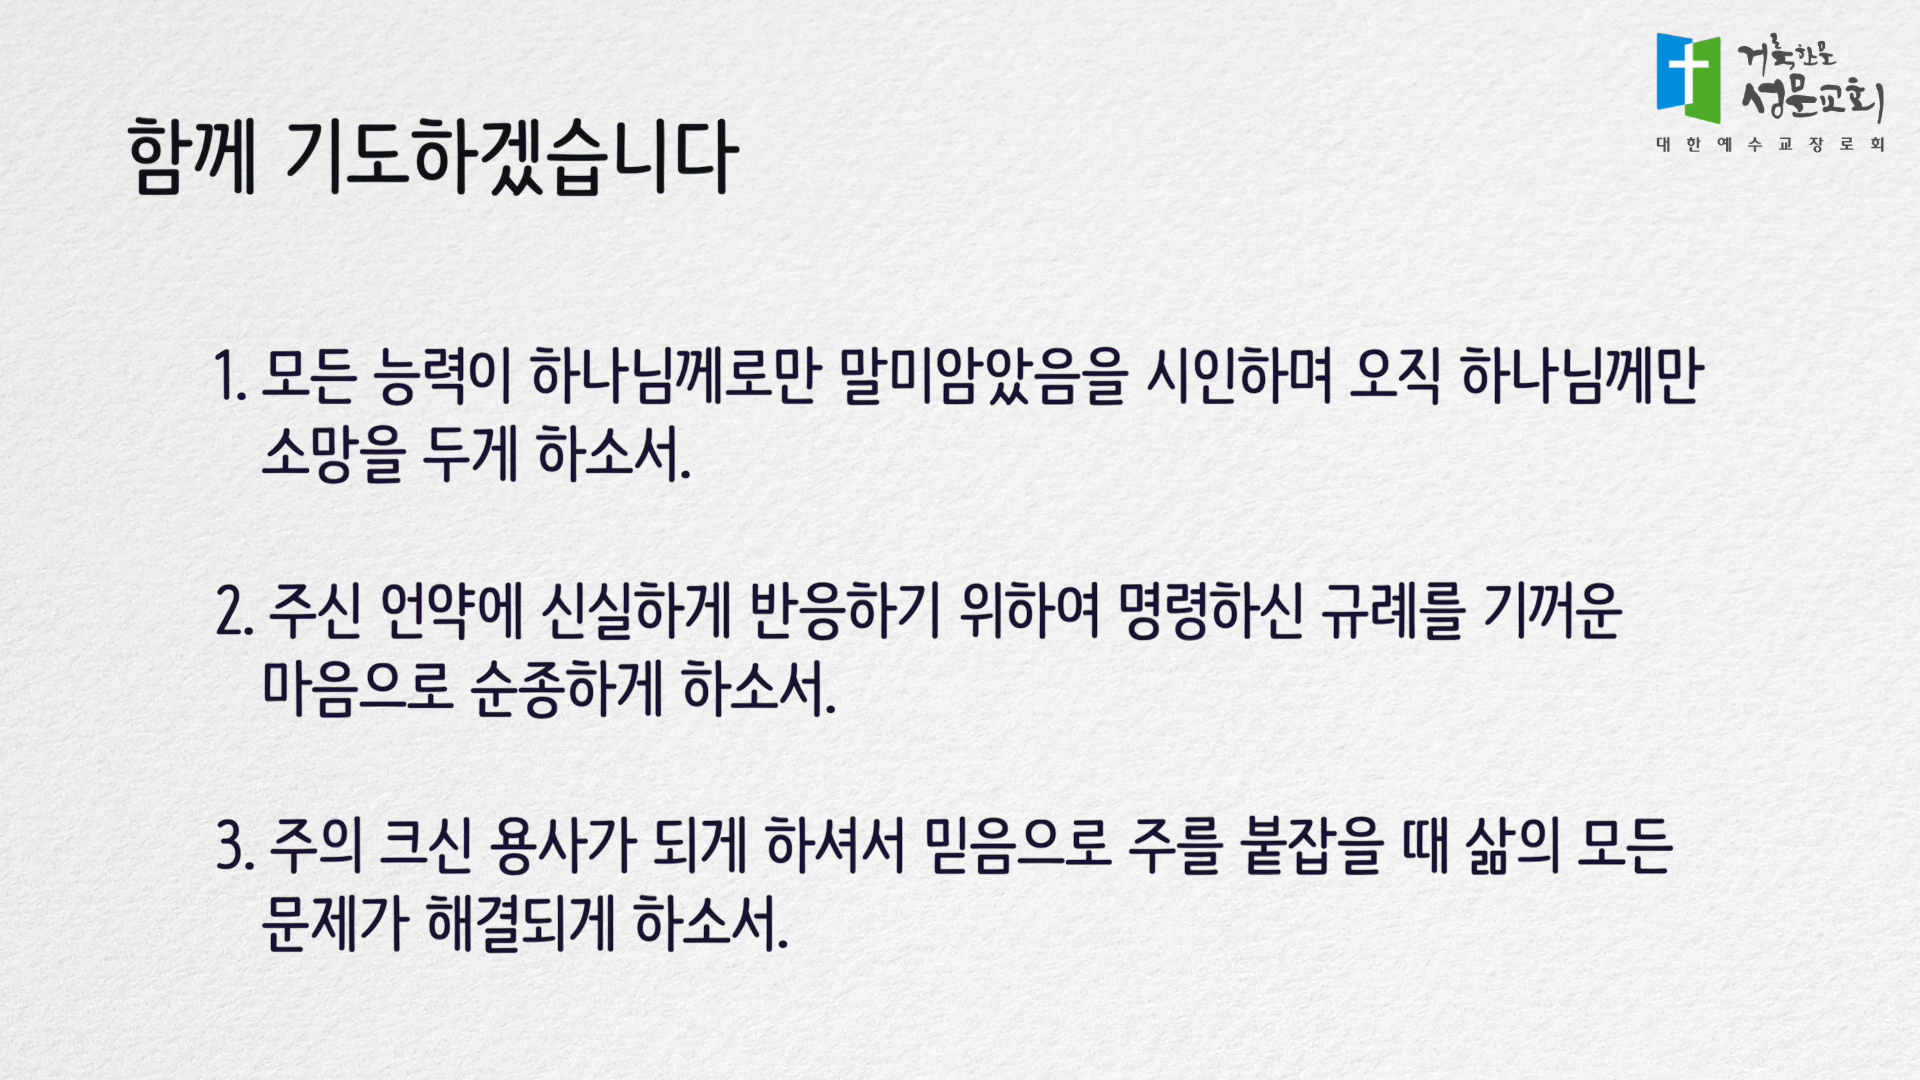 거룩한문
성문교회
대한예수교장로회
함께 기도하겠습니다
1. 모든 능력이 하나님께로만 말미암았음을 시인하며 오직 하나님께만
소망을 두게 하소서.
2. 주신 언약에 신실하게 반응하기 위하여 명령하신 규례를 기꺼운
마음으로 순종하게 하소서.
3. 주의 크신 용사가 되게 하셔서 믿음으로 주를 붙잡을 때 삶의 모든
문제가 해결되게 하소서.